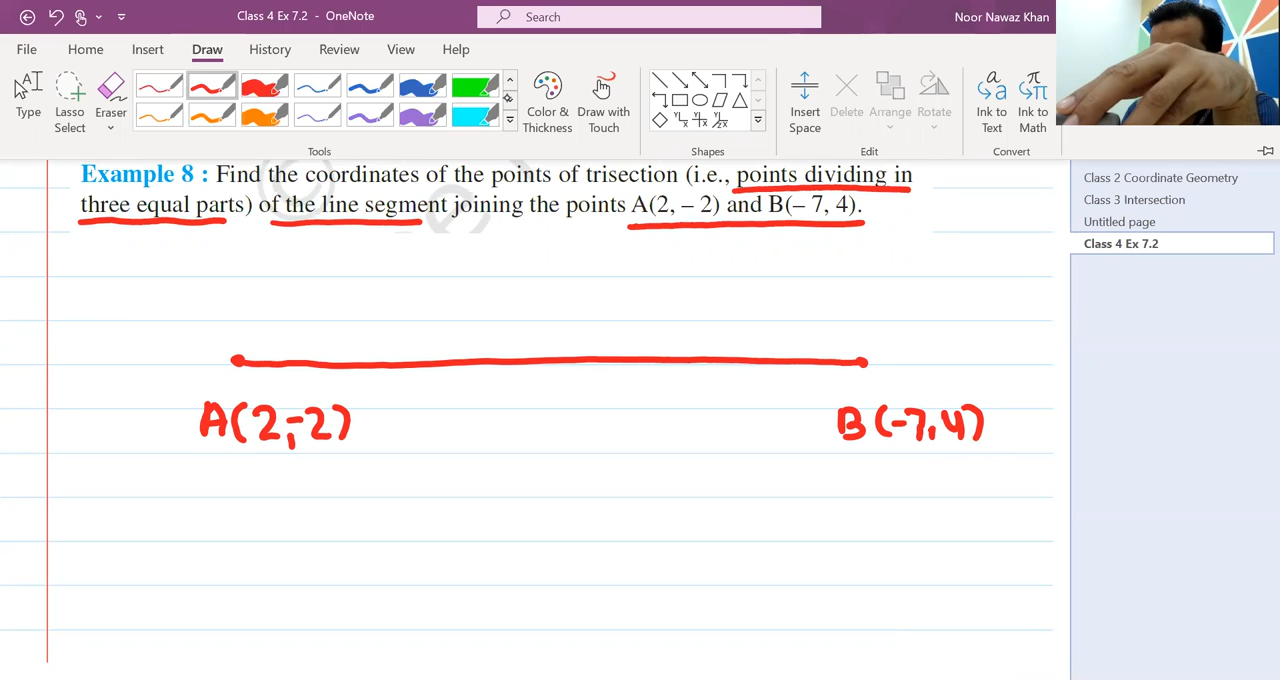 Class 4 Ex 7.2 - OneNote
Search
Noor Nawaz Khan
File Home Insert Draw History Review View Help
Type
Lasso Select
Eraser
Color & Thickness
Draw with Touch
Insert Space
Delete
Arrange
Rotate
Ink to Text
Ink to Math
Tools
Shapes
Edit
Convert
Example 8 : Find the coordinates of the points of trisection (i.e., points dividing in
three equal parts) of the line segment joining the points A(2, – 2) and B(– 7, 4).
A(2,-2)
B(-7,4)
Class 2 Coordinate Geometry
Class 3 Intersection
Untitled page
Class 4 Ex 7.2